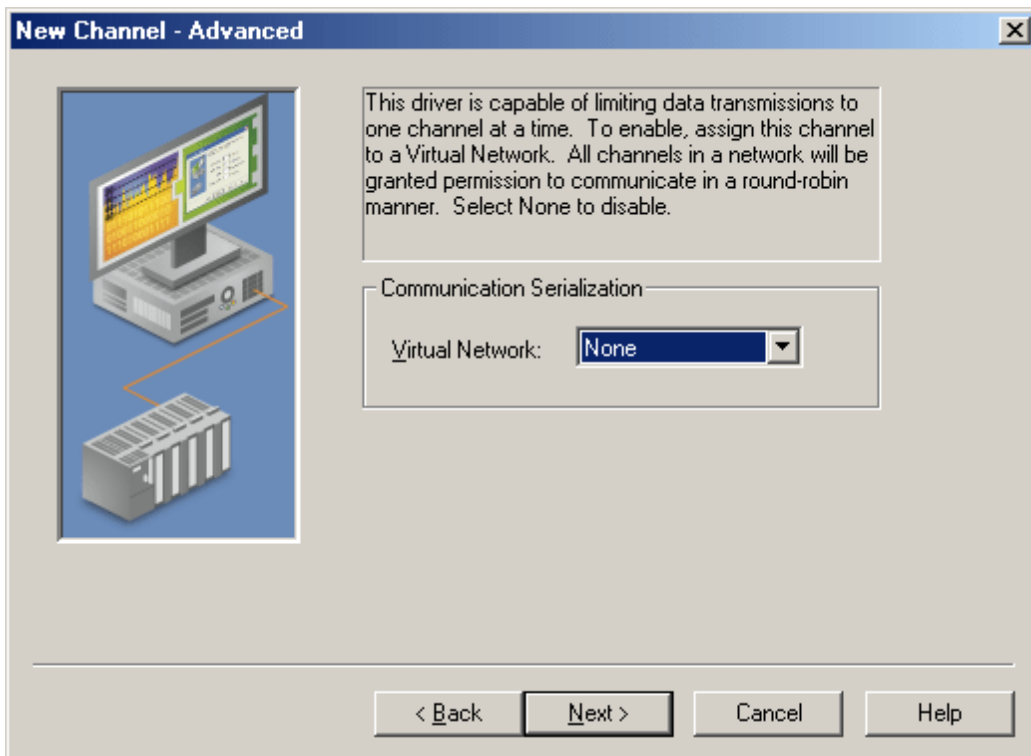 New Channel - Advanced
This driver is capable of limiting data transmissions to
one channel at a time. To enable, assign this channel
to a Virtual Network. All channels in a network will be
granted permission to communicate in a round-robin
manner. Select None to disable.
Communication Serialization
Virtual Network: None
< Back Next > Cancel Help